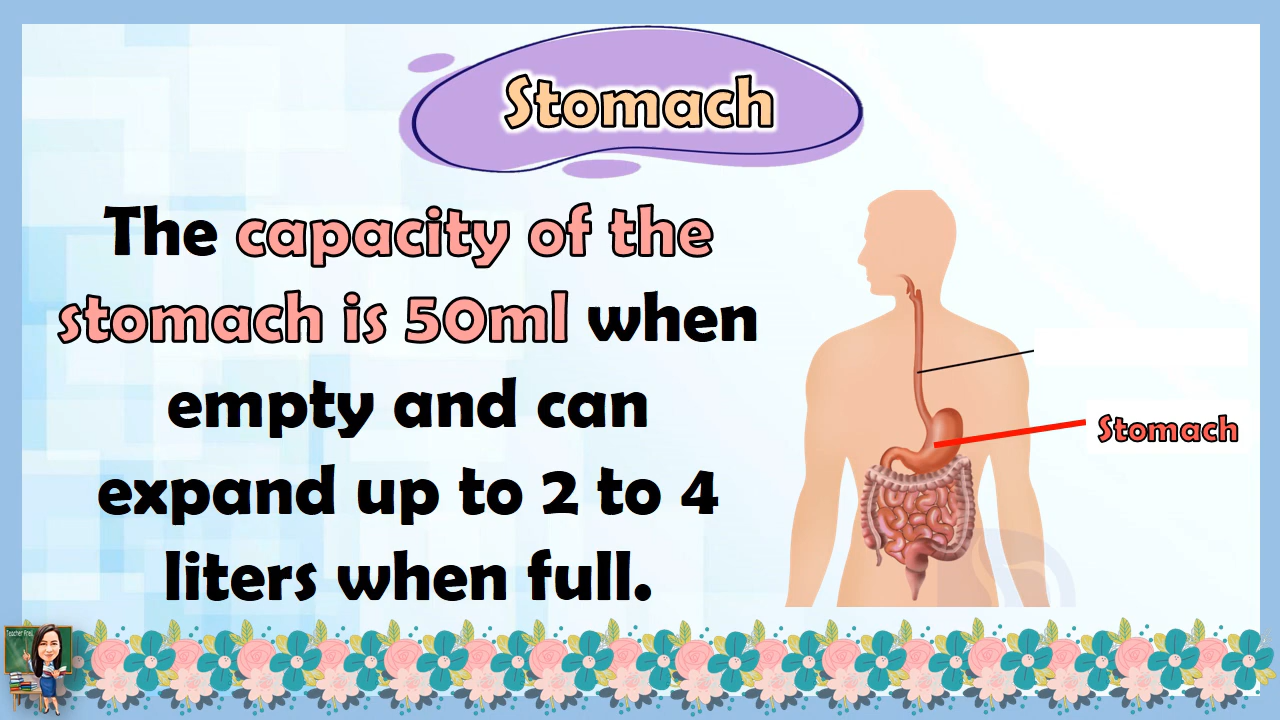 Stomach
The capacity of the
stomach is 50ml when
empty and can
expand up to 2 to 4
liters when full.
Stomach